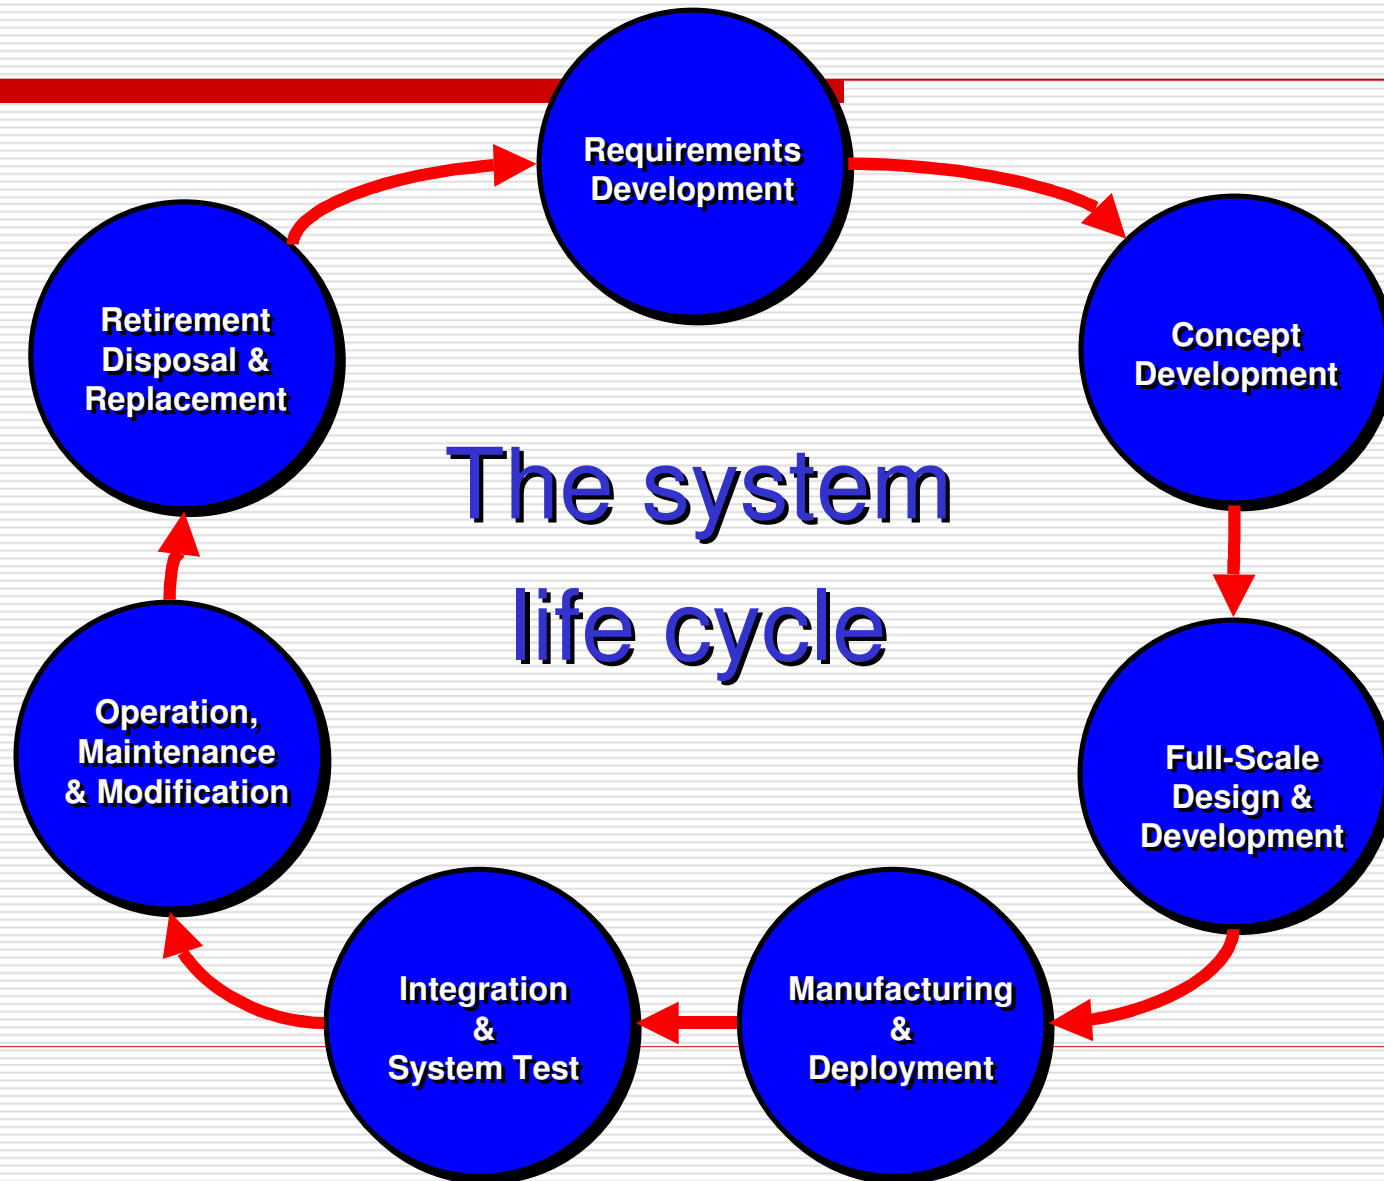 Requirements
Development
Concept
Development
Full-Scale
Design &
Development
Manufacturing
&
Deployment
Integration
&
System Test
Operation,
Maintenance
& Modification
Retirement
Disposal &
Replacement
The system
life cycle